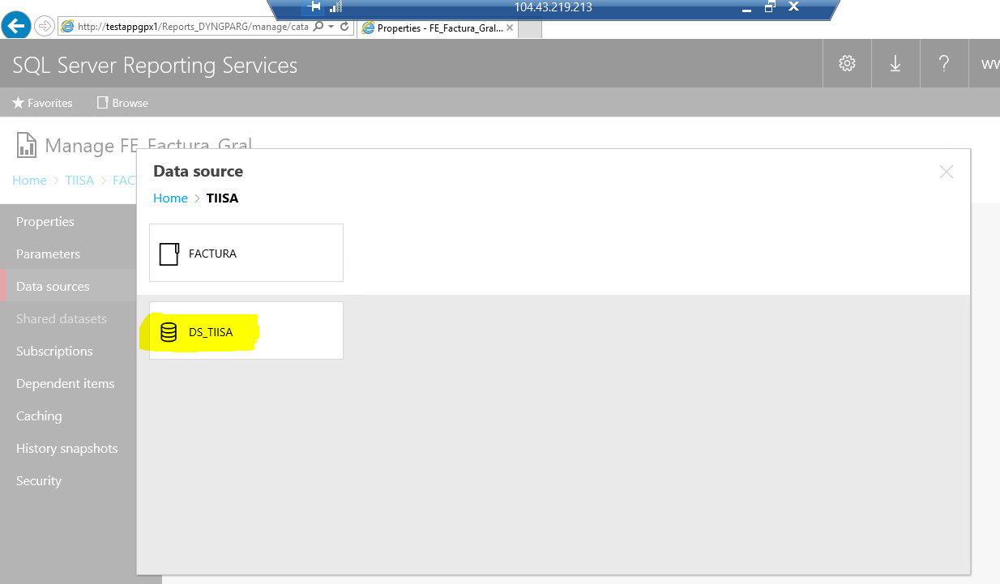 104.43.219.213
http://testappgpx1/Reports_DYNGPARG/manage/cata
Properties - FE_Factura_Gral...
SQL Server Reporting Services
?
Favorites
Browse
Manage FE_Factura_Gral
Home > TIISA > FAC
Data source
Home > TIISA
FACTURA
DS_TIISA
Properties
Parameters
Data sources
Shared datasets
Subscriptions
Dependent items
Caching
History snapshots
Security